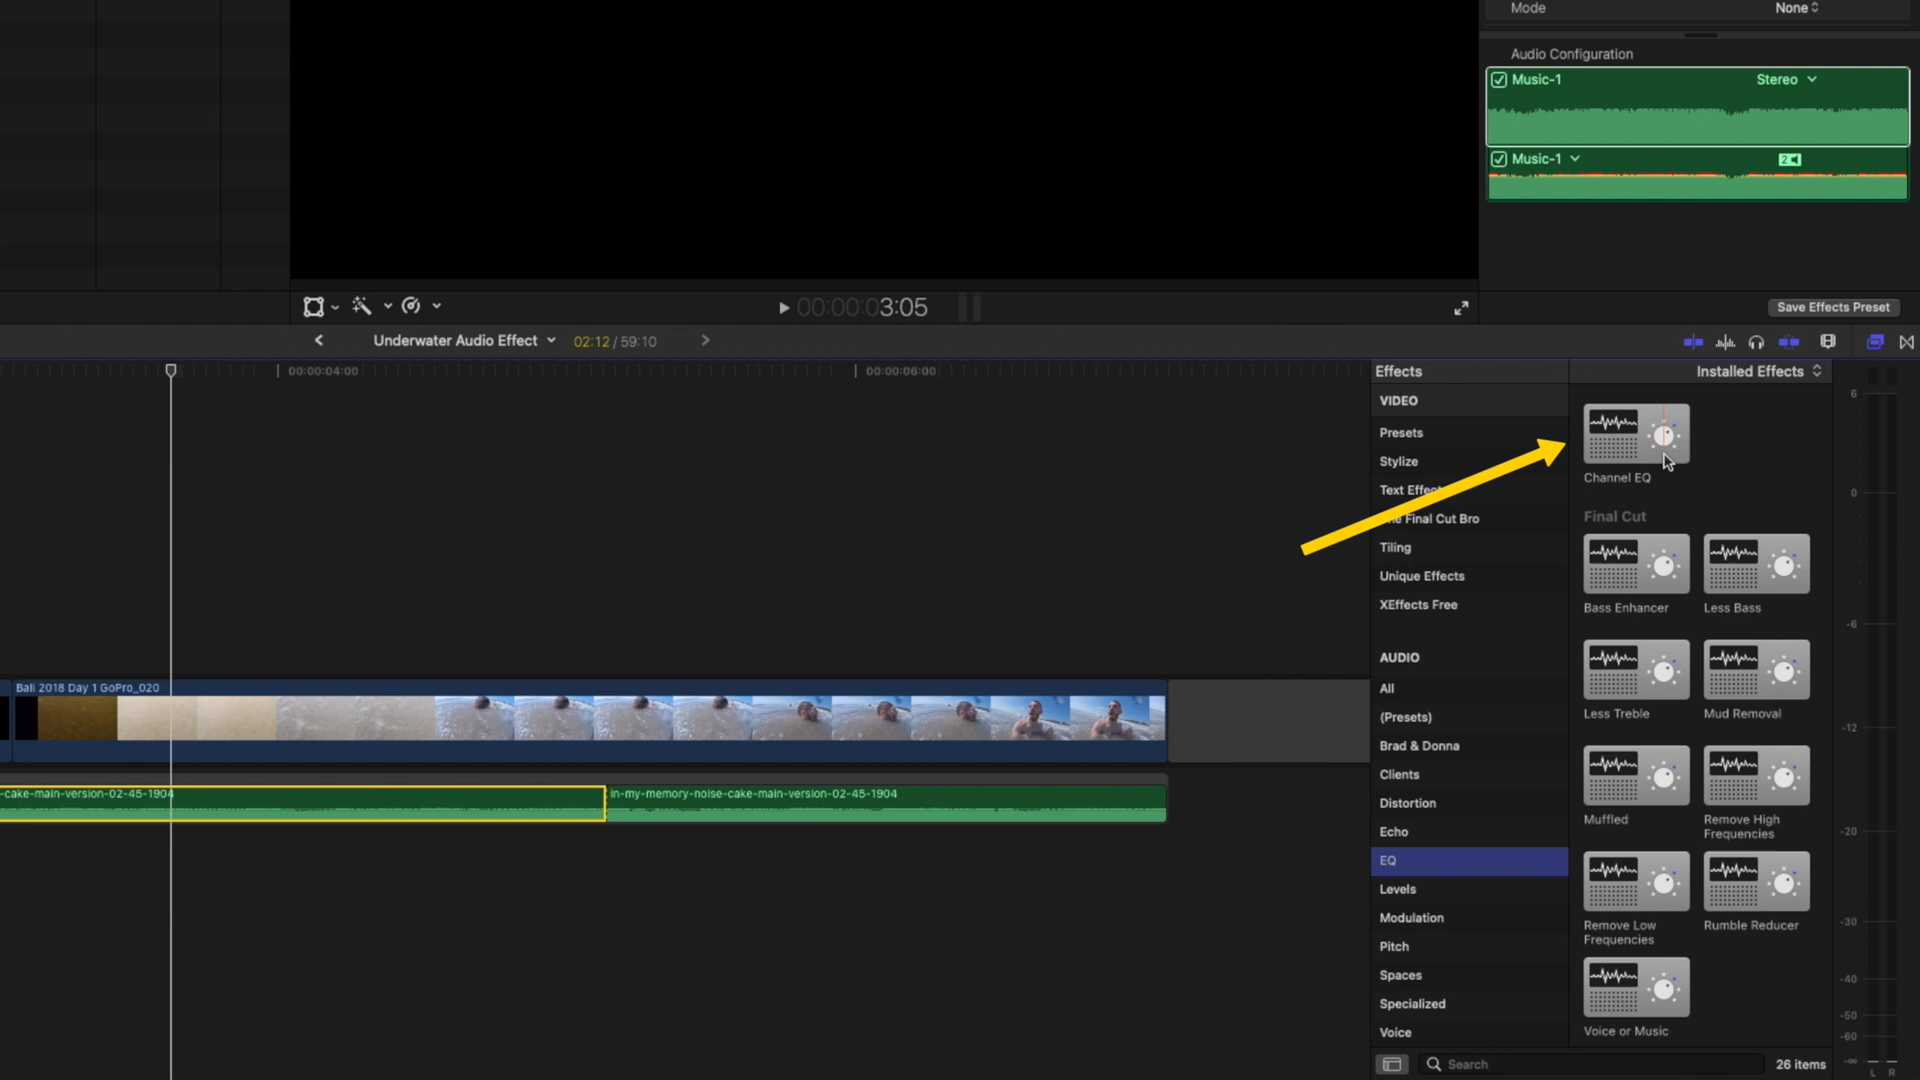 Mode
None
Audio Configuration
Music-1
Stereo
Music-1
2
00:00:03:05
Save Effects Preset
Underwater Audio Effect
02:12 / 59:10
00:00:04:00
00:00:06:00
Effects
Installed Effects
VIDEO
Presets
Stylize
Text Effect
e Final Cut Bro
Tiling
Unique Effects
XEffects Free
AUDIO
All
(Presets)
Brad & Donna
Clients
Distortion
Echo
EQ
Levels
Modulation
Pitch
Spaces
Specialized
Voice
Channel EQ
Final Cut
Bass Enhancer
Less Bass
Less Treble
Mud Removal
Muffled
Remove High
Frequencies
Remove Low
Frequencies
Rumble Reducer
Voice or Music
Search
26 items
6
0
-6
-12
-20
-30
-40
-50
-60
-∞
L R
Bali 2018 Day 1 GoPro_020
-cake-main-version-02-45-1904
in-my-memory-noise-cake-main-version-02-45-1904